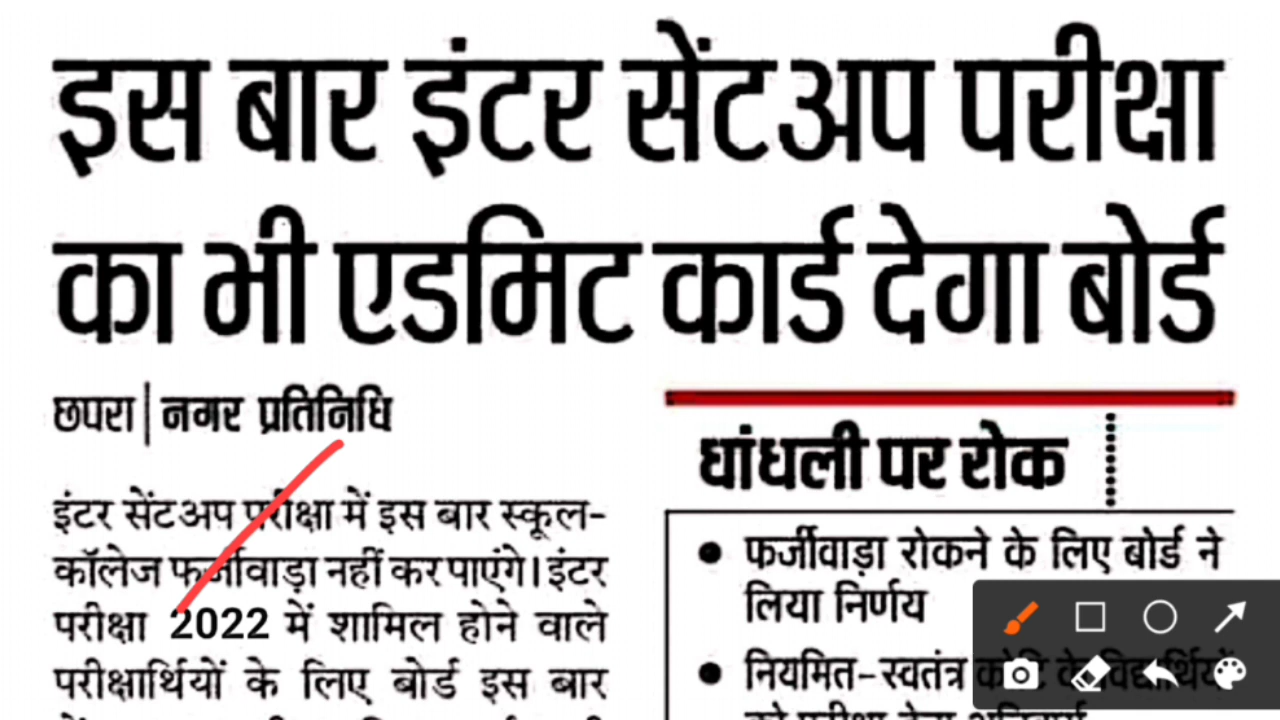 इस बार इंटर सेंटअप परीक्षा
का भी एडमिट कार्ड देगा बोर्ड
छपरा | नगर प्रतिनिधि
इंटर सेंटअप परीक्षा में इस बार स्कूल-
कॉलेज फर्जीवाड़ा नहीं कर पाएंगे। इंटर
परीक्षा 2022 में शामिल होने वाले
परीक्षार्थियों के लिए बोर्ड इस बार
धांधली पर रोक
● फर्जीवाड़ा रोकने के लिए बोर्ड ने
लिया निर्णय
● नियमित-स्वतंत्र कोटि के विद्यार्थियों